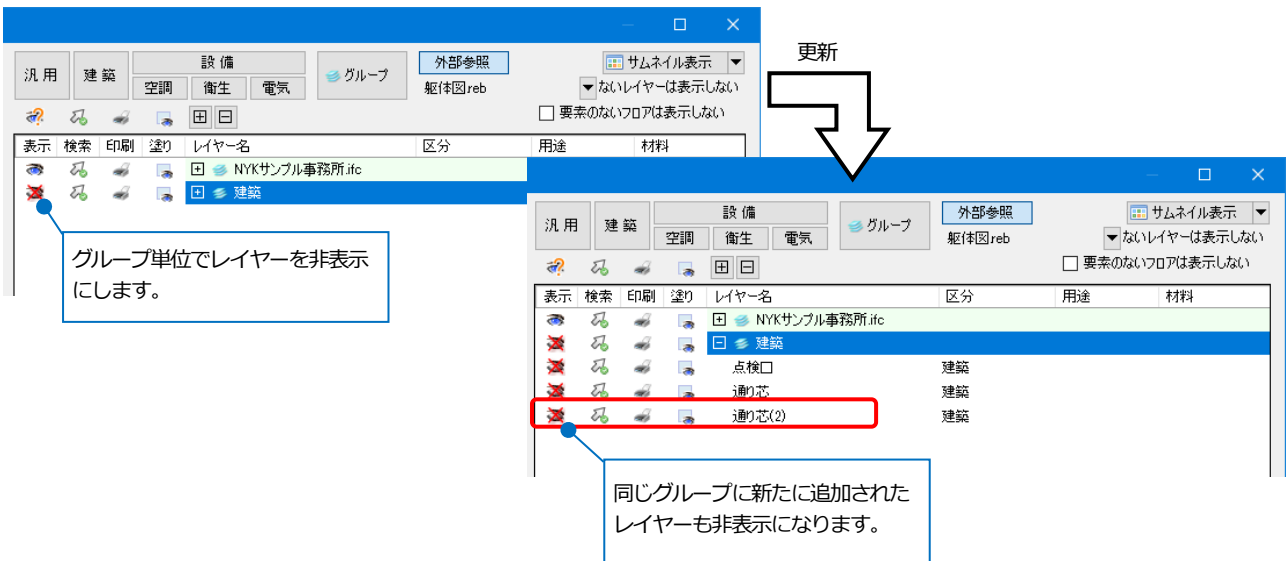 汎用
建築
設備
空調
衛生
電気
グループ
外部参照
躯体図.reb
サムネイル表示
ないレイヤーは表示しない
要素のないフロアは表示しない
表示 検索 印刷 塗り レイヤー名 区分 用途 材料
NYKサンプル事務所.ifc
建築
グループ単位でレイヤーを非表示
にします。
更新
汎用
建築
設備
空調
衛生
電気
グループ
外部参照
躯体図.reb
サムネイル表示
ないレイヤーは表示しない
要素のないフロアは表示しない
表示 検索 印刷 塗り レイヤー名 区分 用途 材料
NYKサンプル事務所.ifc
建築
点検口 建築
通り芯 建築
通り芯(2) 建築
同じグループに新たに追加された
レイヤーも非表示になります。